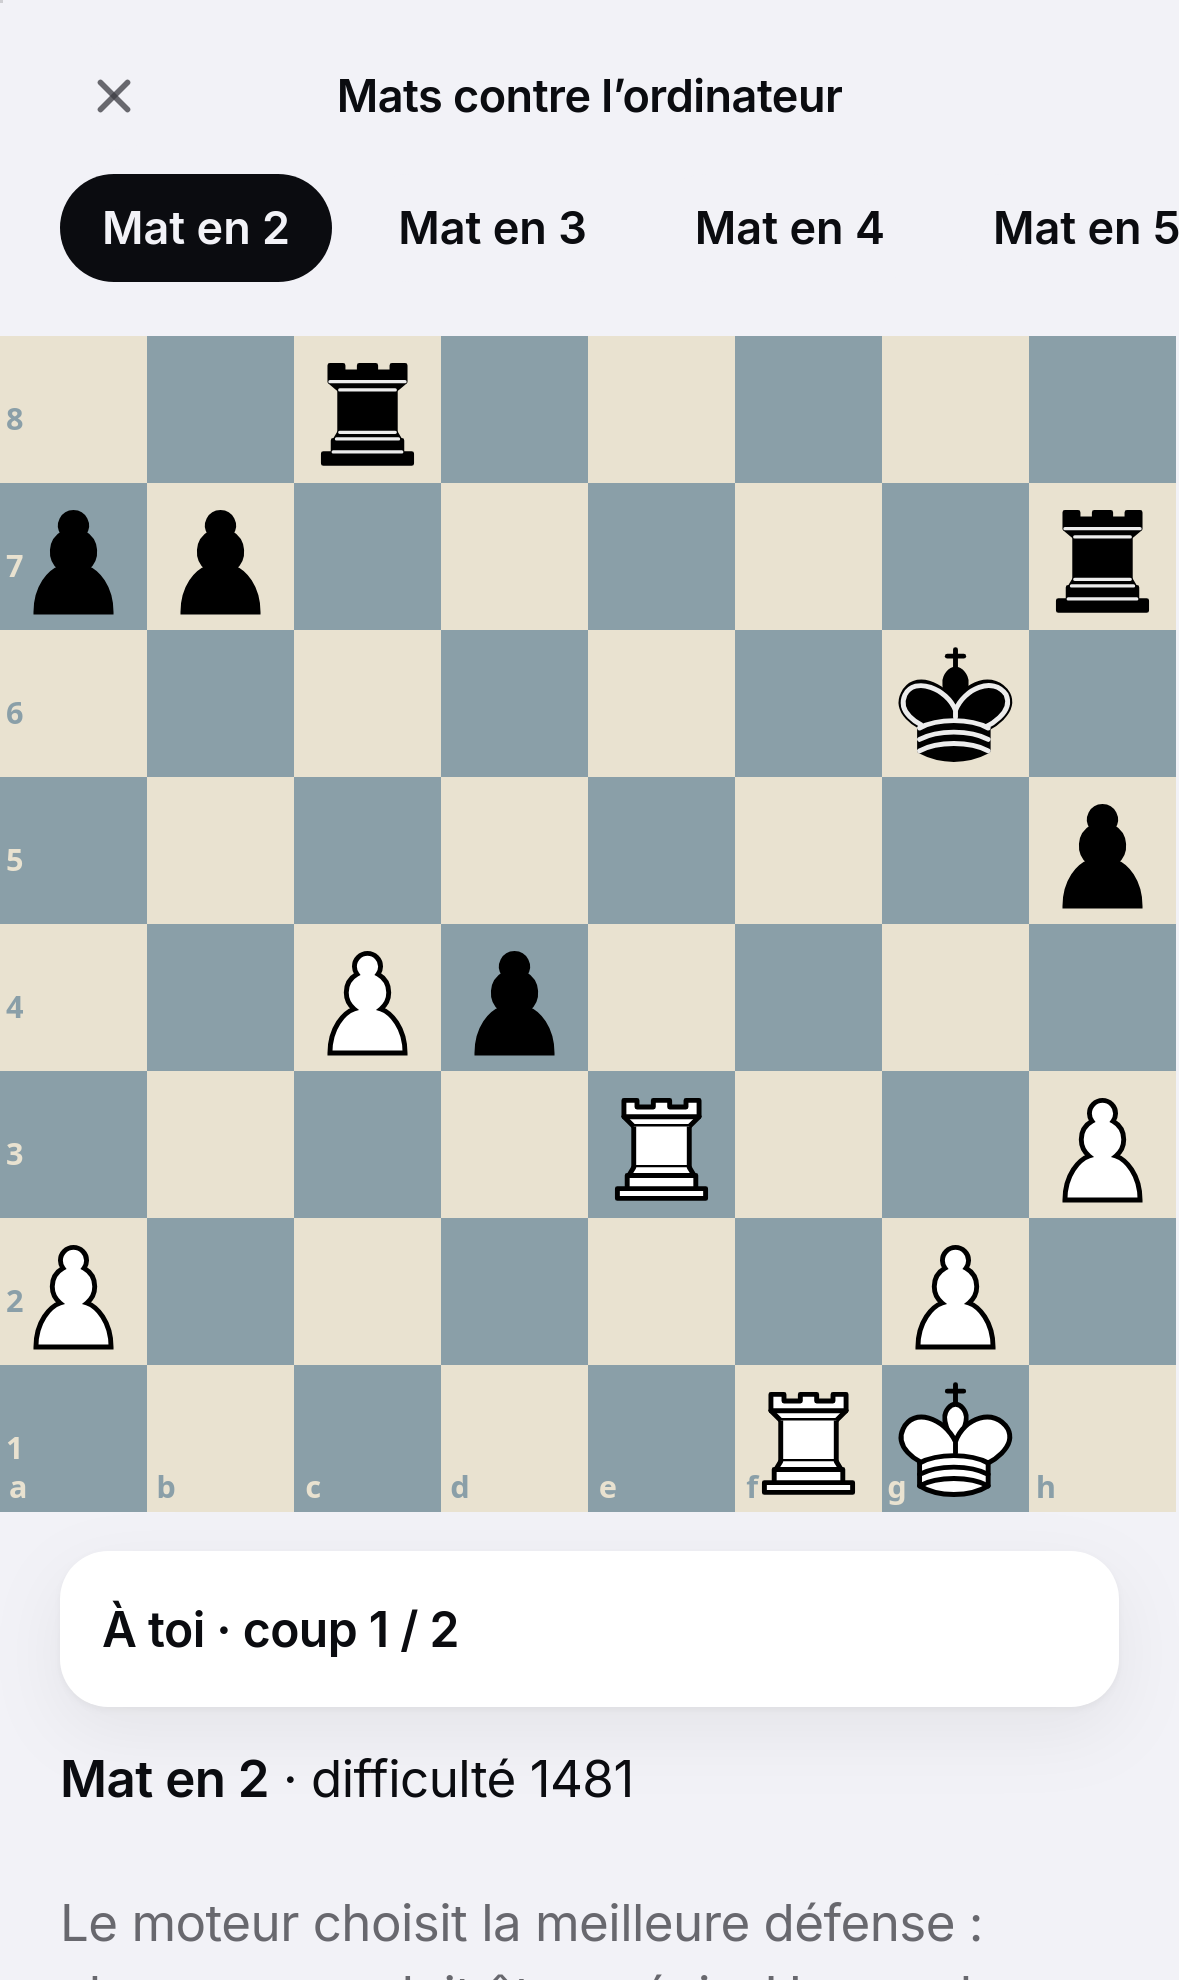 Mats contre l’ordinateur
Mat en 2 Mat en 3 Mat en 4 Mat en 5
8
7
6
5
4
3
2
1
a b c d e f g h
À toi · coup 1 / 2
Mat en 2 · difficulté 1481
Le moteur choisit la meilleure défense :